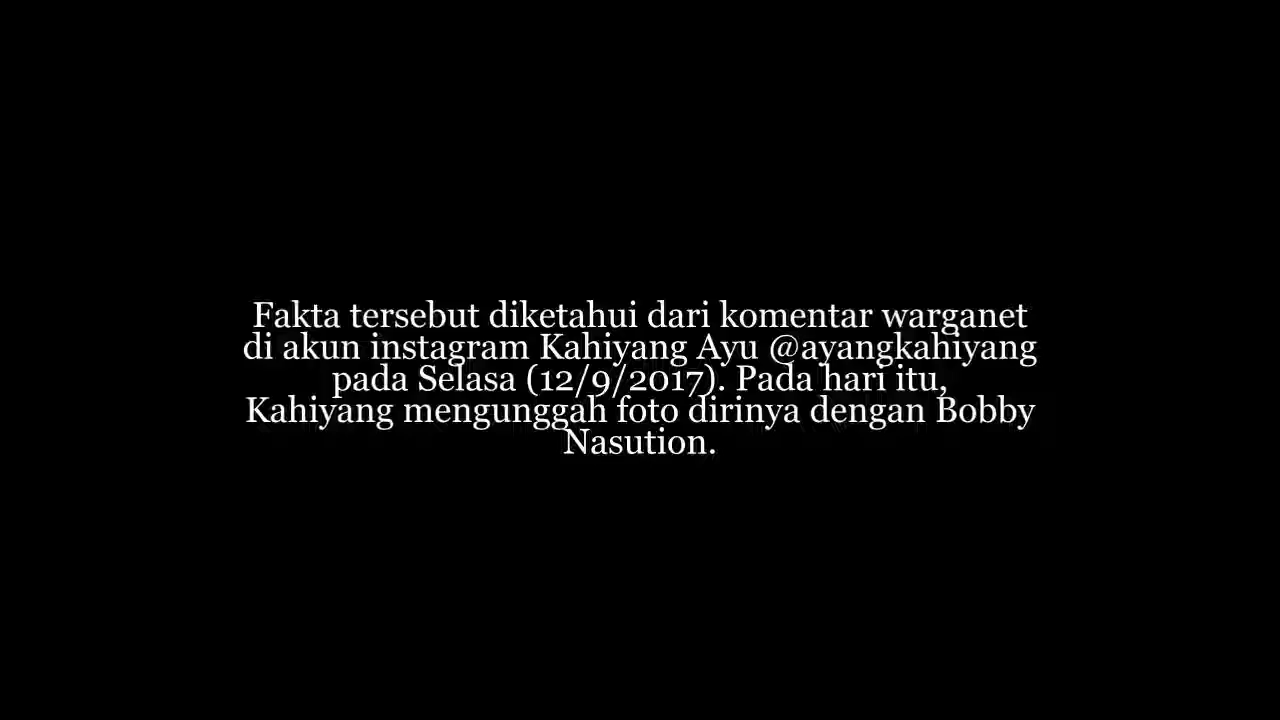 Fakta tersebut diketahui dari komentar warganet
di akun instagram Kahiyang Ayu @ayangkahiyang
pada Selasa (12/9/2017). Pada hari itu,
Kahiyang mengunggah foto dirinya dengan Bobby
Nasution.